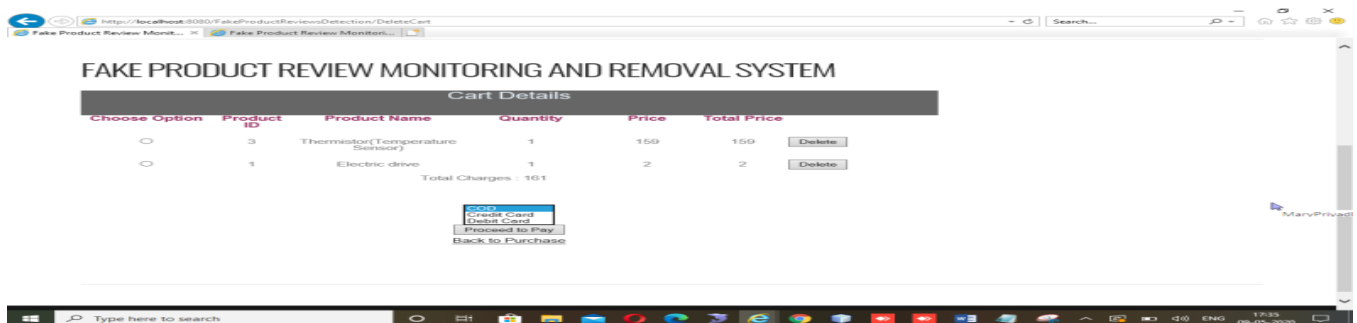 http://localhost:8080/FakeProductReviewsDetection/DeleteCart
Search...
Fake Product Review Monit...
Fake Product Review Monitori...
FAKE PRODUCT REVIEW MONITORING AND REMOVAL SYSTEM
Cart Details
Choose Option Product ID Product Name Quantity Price Total Price
3 Thermistor(Temperature Sensor) 1 159 159 Delete
1 Electric drive 1 2 2 Delete
Total Charges : 161
COD
Credit Card
Debit Card
Proceed to Pay
Back to Purchase
Type here to search
ENG
17:35
09-05-2020